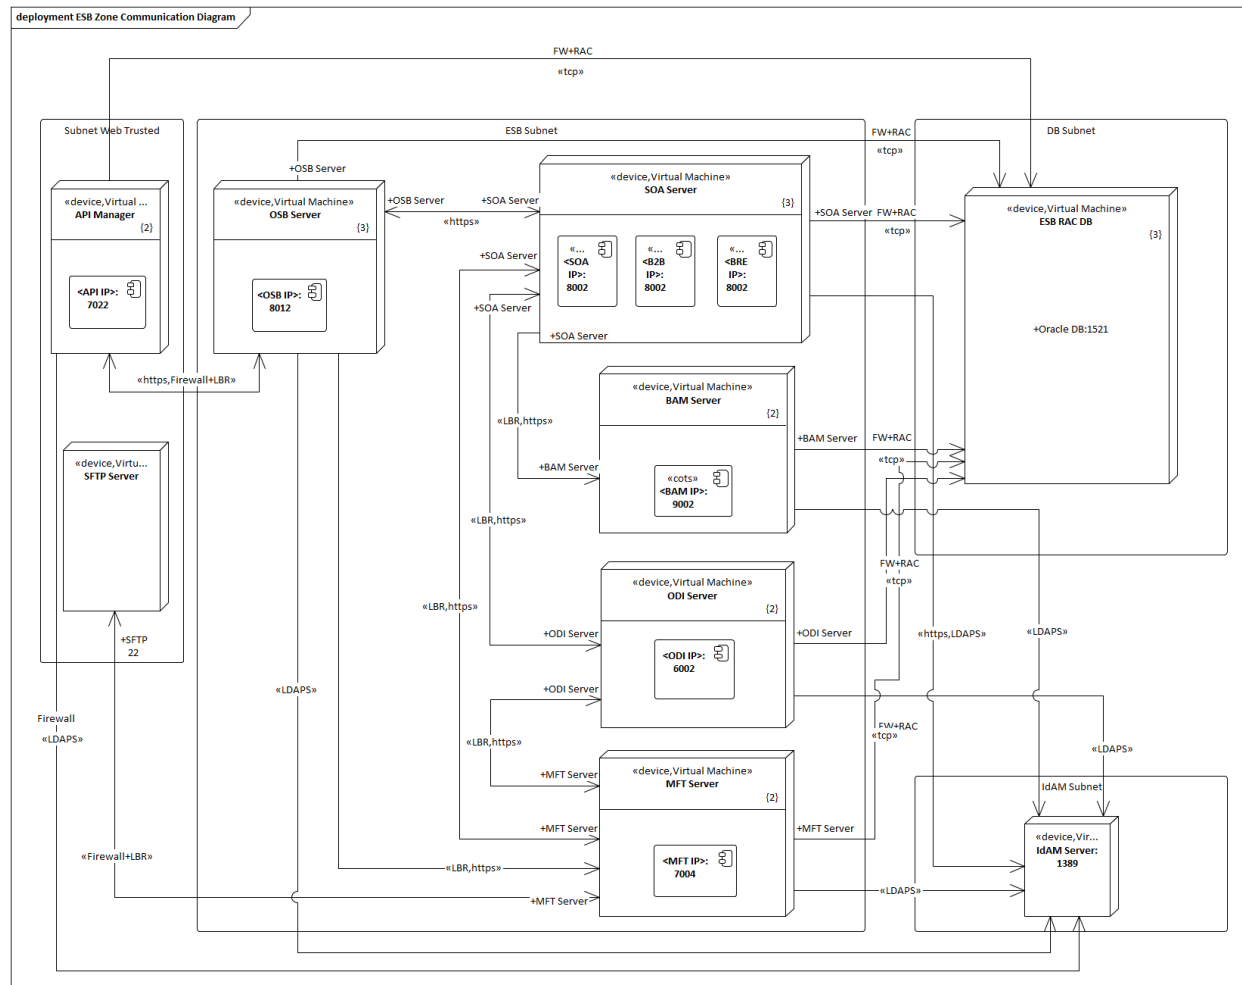 deployment ESB Zone Communication Diagram
FW+RAC
«tcp»
Subnet Web Trusted
ESB Subnet
DB Subnet
FW+RAC
«tcp»
+OSB Server
«device,Virtual ...
API Manager
{2}
<API IP>:
7022
«device,Virtual Machine»
OSB Server
{3}
<OSB IP>:
8012
+OSB Server
+SOA Server
«https»
«device,Virtual Machine»
SOA Server
{3}
«...
<SOA
IP>:
8002
«...
<B2B
IP>:
8002
«...
<BRE
IP>:
8002
+SOA Server
FW+RAC
«tcp»
«device,Virtual Machine»
ESB RAC DB
{3}
+Oracle DB:1521
+SOA Server
+SOA Server
+SOA Server
«https,Firewall+LBR»
«LBR,https»
«device,Virtual Machine»
BAM Server
{2}
«cots»
<BAM IP>:
9002
+BAM Server
+BAM Server
FW+RAC
«tcp»
«device,Virtu...
SFTP Server
«LBR,https»
«device,Virtual Machine»
ODI Server
{2}
<ODI IP>:
6002
FW+RAC
«tcp»
«LBR,https»
+SFTP
22
+ODI Server
+ODI Server
«https,LDAPS»
«LDAPS»
«LDAPS»
+ODI Server
Firewall
«LDAPS»
«LBR,https»
FW+RAC
«tcp»
«LDAPS»
«device,Virtual Machine»
MFT Server
{2}
<MFT IP>:
7004
+MFT Server
+MFT Server
+MFT Server
IdAM Subnet
«device,Vir...
IdAM Server:
1389
«Firewall+LBR»
«LBR,https»
«LDAPS»
+MFT Server